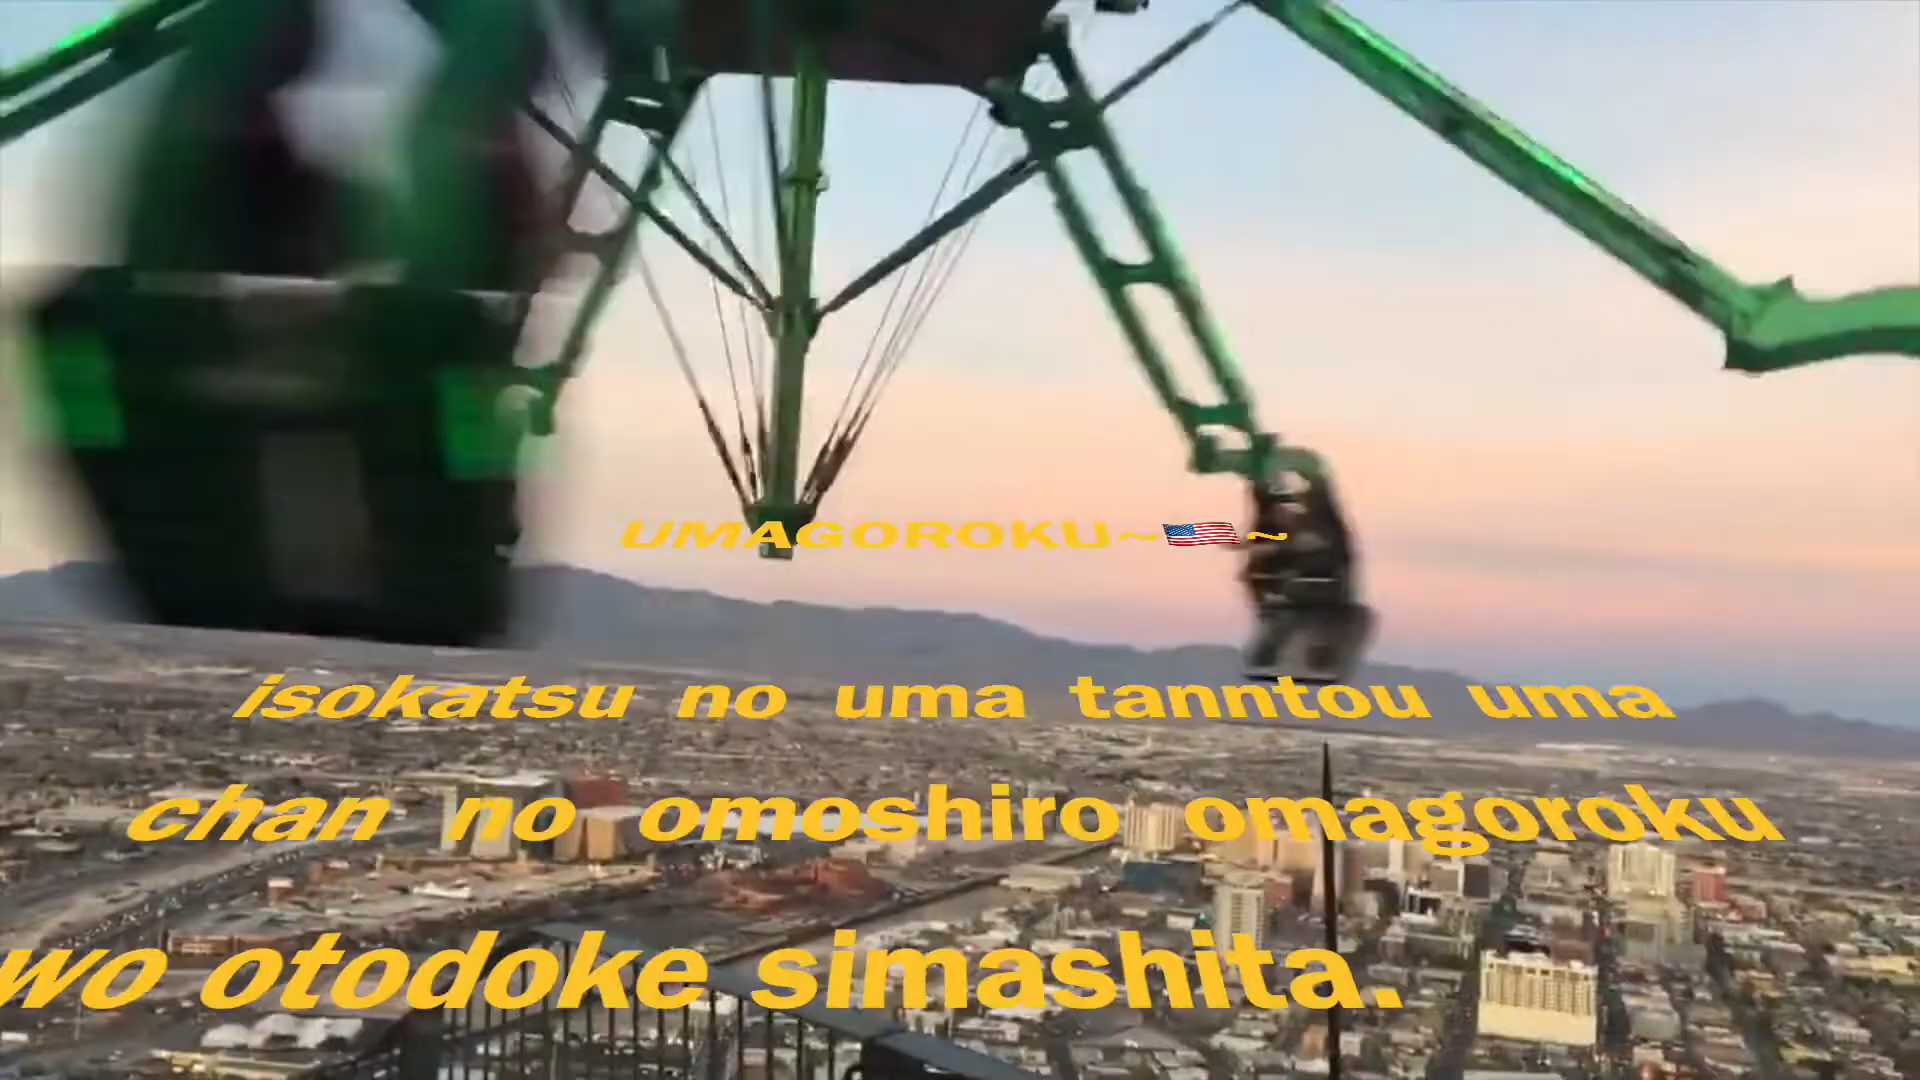 UMAGOROKU~🇺🇸~
isokatsu no uma tanntou uma
chan no omoshiro omagoroku
wo otodoke simashita.